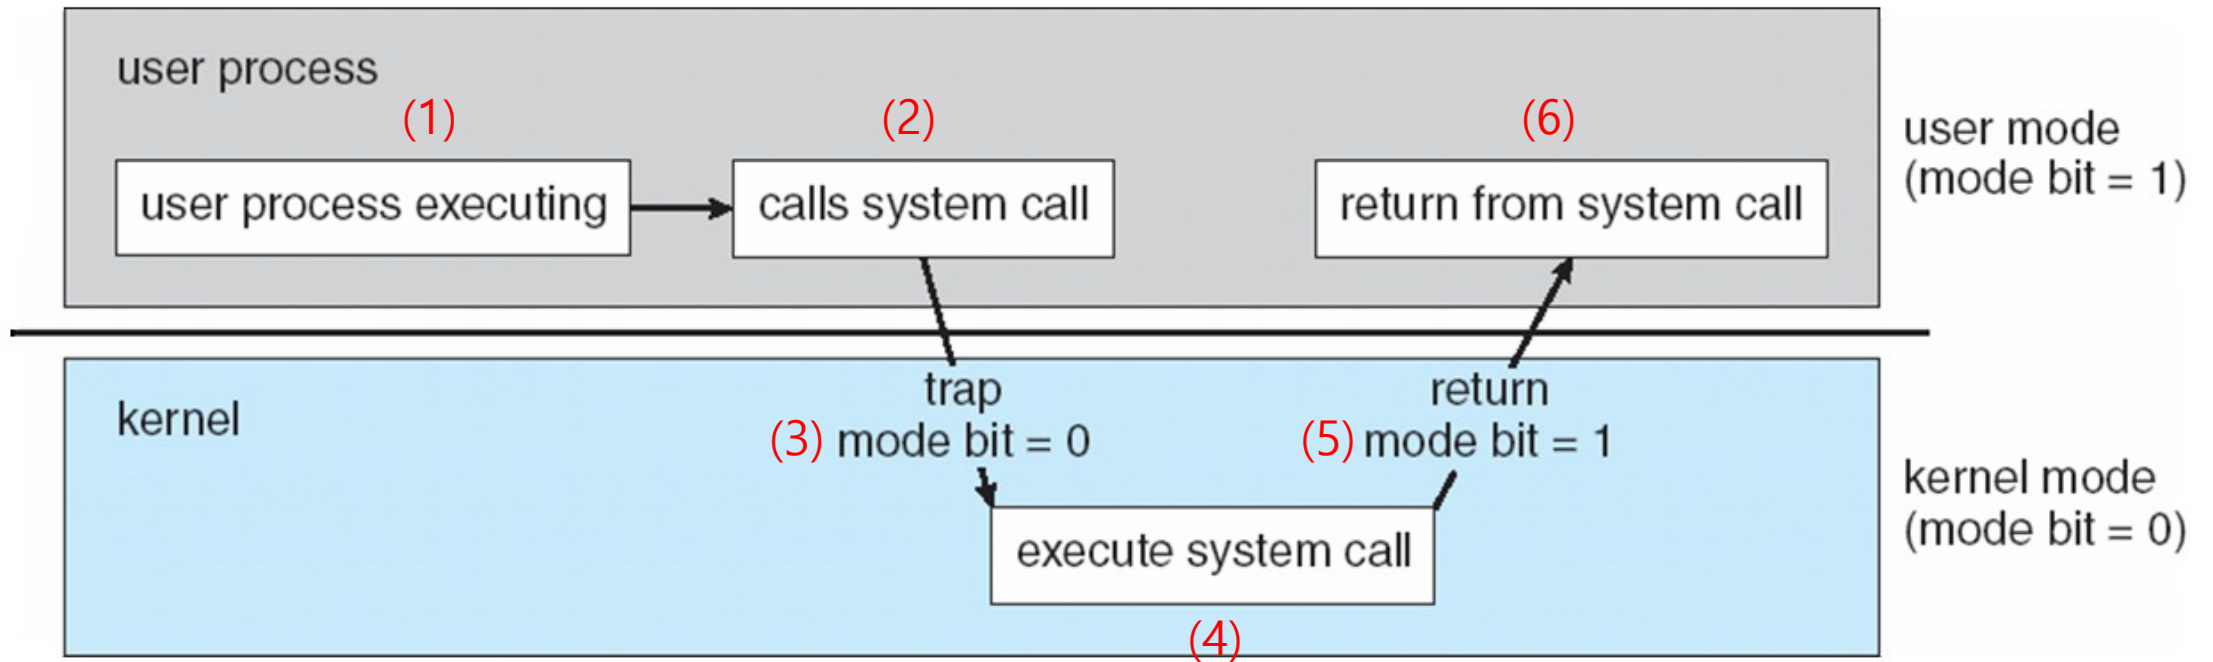 user process
(1)
(2)
(6)
user process executing
calls system call
return from system call
user mode
(mode bit = 1)
kernel
trap
(3) mode bit = 0
return
(5) mode bit = 1
execute system call
(4)
kernel mode
(mode bit = 0)